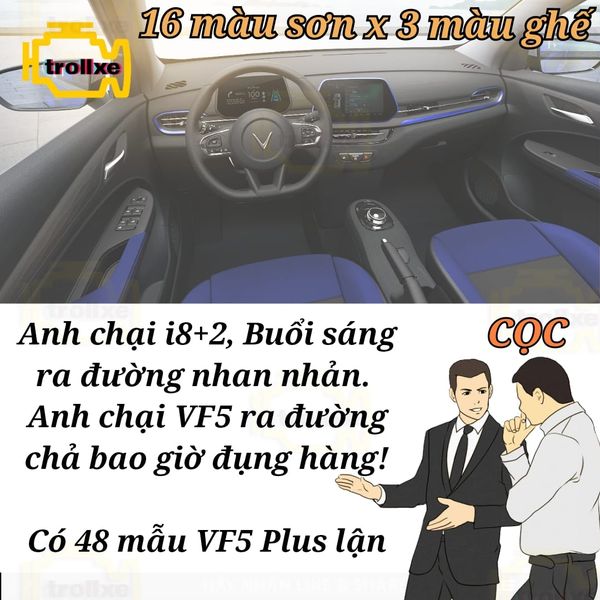 16 màu sơn x 3 màu ghế
trollxe
Anh chại i8+2, Buổi sáng
ra đường nhan nhản.
Anh chại VF5 ra đường
chả bao giờ đụng hàng!
Có 48 mẫu VF5 Plus lận
CỌC
trollxe